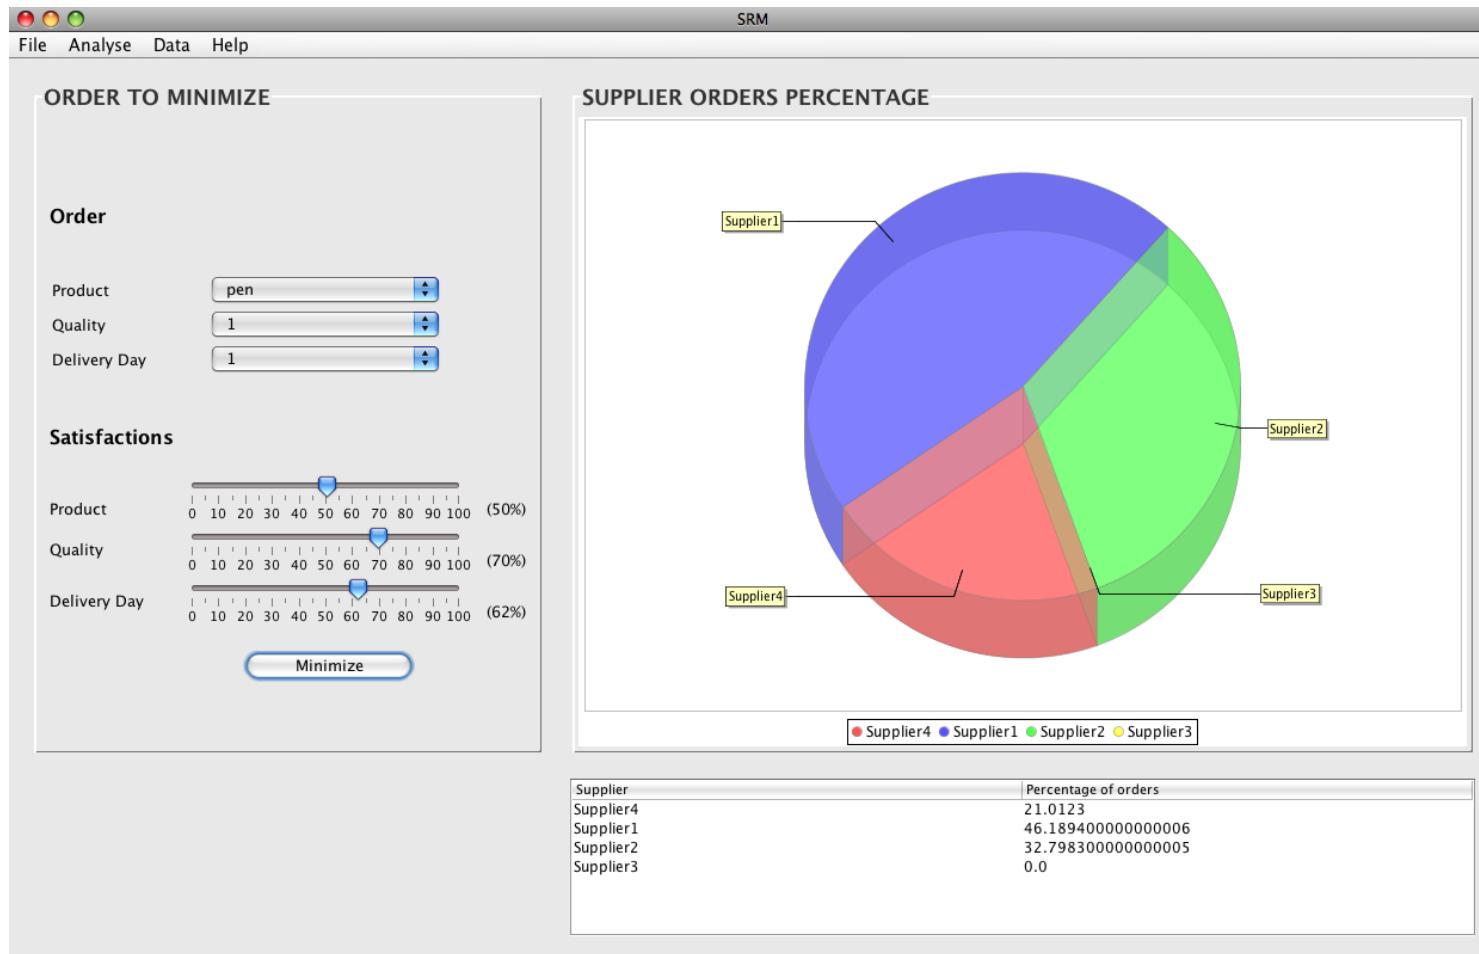 SRM
File Analyse Data Help
ORDER TO MINIMIZE
Order
Product pen
Quality 1
Delivery Day 1
Satisfactions
Product 0 10 20 30 40 50 60 70 80 90 100 (50%)
Quality 0 10 20 30 40 50 60 70 80 90 100 (70%)
Delivery Day 0 10 20 30 40 50 60 70 80 90 100 (62%)
Minimize
SUPPLIER ORDERS PERCENTAGE
Supplier1
Supplier2
Supplier4
Supplier3
Supplier4 Supplier1 Supplier2 Supplier3
Supplier Percentage of orders
Supplier4 21.0123
Supplier1 46.189400000000006
Supplier2 32.798300000000005
Supplier3 0.0